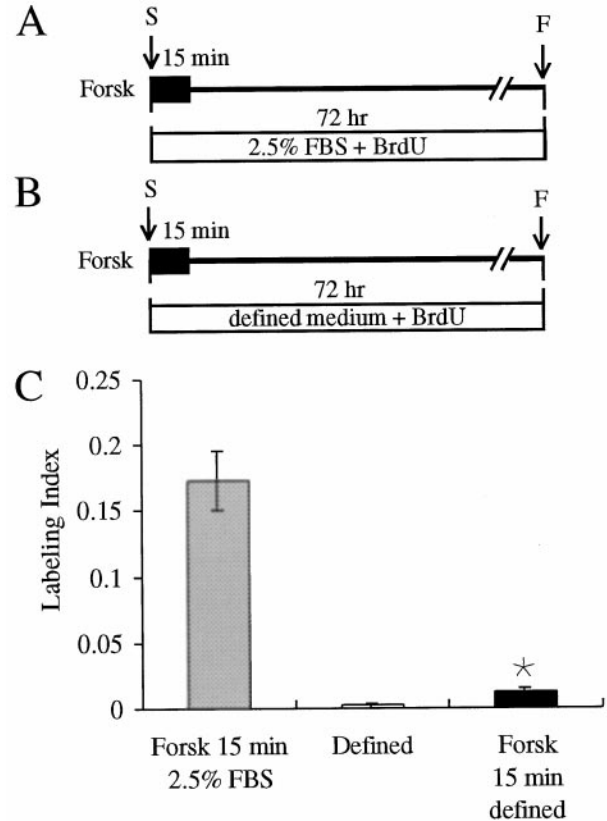 A
S
F
15 min
Forsk
72 hr
2.5% FBS + BrdU
B
S
F
15 min
Forsk
72 hr
defined medium + BrdU
C
0.25
0.2
0.15
0.1
0.05
0
Labeling Index
Forsk 15 min
2.5% FBS
Defined
Forsk
15 min
defined